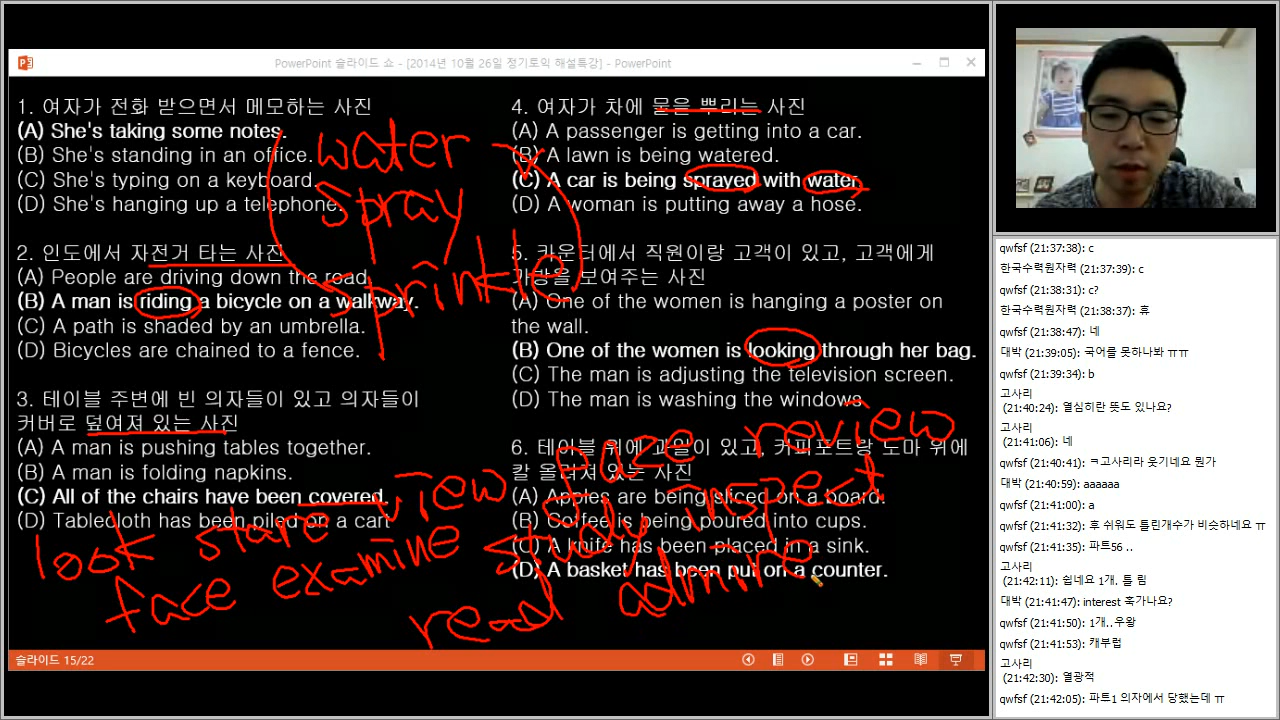 PowerPoint 슬라이드 쇼 - [2014년 10월 26일 정기토익 해설특강] - PowerPoint
1. 여자가 전화 받으면서 메모하는 사진
(A) She's taking some notes.
(B) She's standing in an office.
(C) She's typing on a keyboard.
(D) She's hanging up a telephone.
2. 인도에서 자전거 타는 사진
(A) People are driving down the road.
(B) A man is riding a bicycle on a walkway.
(C) A path is shaded by an umbrella.
(D) Bicycles are chained to a fence.
3. 테이블 주변에 빈 의자들이 있고 의자들이
커버로 덮여져 있는 사진
(A) A man is pushing tables together.
(B) A man is folding napkins.
(C) All of the chairs have been covered.
(D) Tablecloth has been piled on a cart
4. 여자가 차에 물을 뿌리는 사진
(A) A passenger is getting into a car.
(B) A lawn is being watered.
(C) A car is being sprayed with water.
(D) A woman is putting away a hose.
5. 카운터에서 직원이랑 고객이 있고, 고객에게
가방을 보여주는 사진
(A) One of the women is hanging a poster on
the wall.
(B) One of the women is looking through her bag.
(C) The man is adjusting the television screen.
(D) The man is washing the windows.
6. 테이블 위에 과일이 있고, 커피포트랑 도마 위에
칼 올려져 있는 사진
(A) Apples are being sliced on a board.
(B) Coffee is being poured into cups.
(C) A knife has been placed in a sink.
(D) A basket has been put on a counter.
water
spray
sprinkle
look stare view gaze review
face examine study inspect
read admire
슬라이드 15/22
qwfsf (21:37:38): c
한국수력원자력 (21:37:39): c
qwfsf (21:38:31): c?
한국수력원자력 (21:38:37): 휴
qwfsf (21:38:47): 네
대박 (21:39:05): 국어를 못하나봐 ㅠㅠ
qwfsf (21:39:34): b
고사리
(21:40:24): 열심히란 뜻도 있나요?
고사리
(21:41:06): 네
qwfsf (21:40:41): ㅋ고사리라 웃기네요 뭔가
대박 (21:40:59): aaaaaa
qwfsf (21:41:00): a
qwfsf (21:41:32): 후 쉬워도 틀린개수가 비슷하네요 ㅠ
qwfsf (21:41:35): 파트56 ..
고사리
(21:42:11): 쉽네요 1개. 틀 림
대박 (21:41:47): interest 훅가나요?
qwfsf (21:41:50): 1개..우왕
qwfsf (21:41:53): 캐부럽
고사리
(21:42:30): 열광적
qwfsf (21:42:05): 파트1 의자에서 당했는데 ㅠ